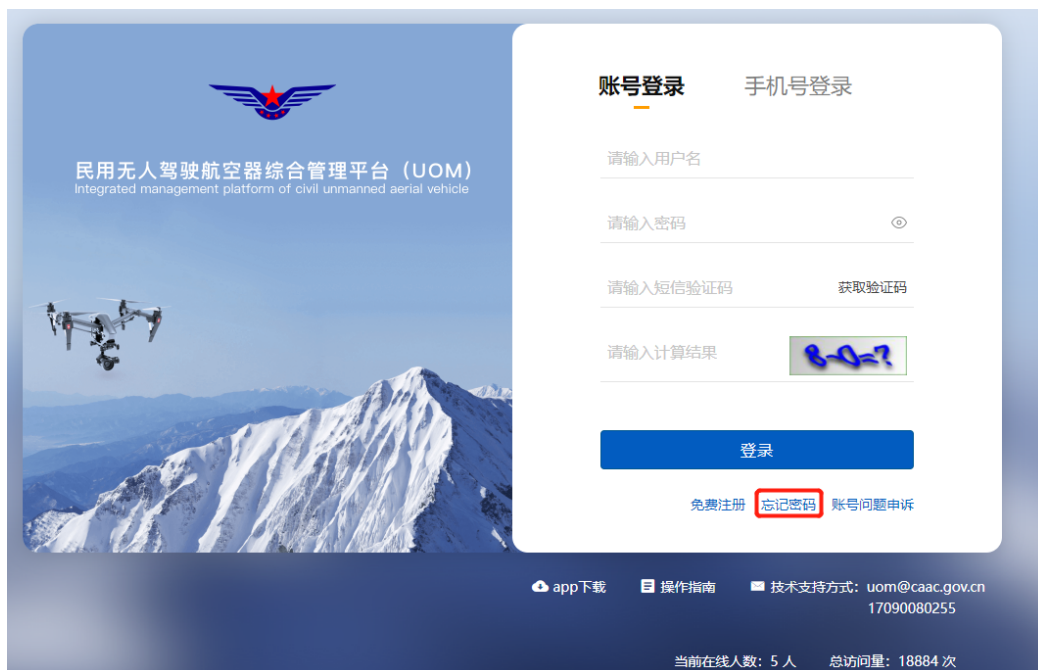 账号登录 手机号登录
民用无人驾驶航空器综合管理平台（UOM）
Integrated management platform of civil unmanned aerial vehicle
请输入用户名
请输入密码
请输入短信验证码 获取验证码
请输入计算结果 8-0=?
登录
免费注册 忘记密码 账号问题申诉
app下载 操作指南 技术支持方式：uom@caac.gov.cn
17090080255
当前在线人数：5 人 总访问量：18884 次